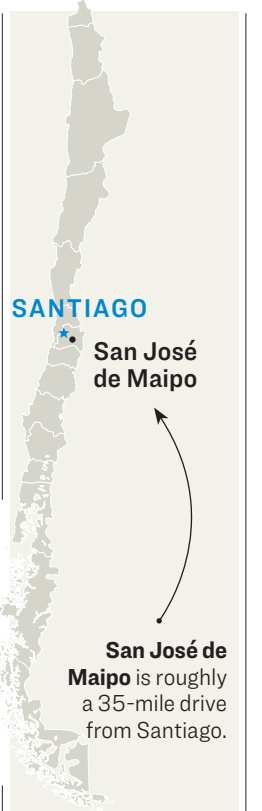 SANTIAGO
San José
de Maipo
San José de
Maipo is roughly
a 35-mile drive
from Santiago.